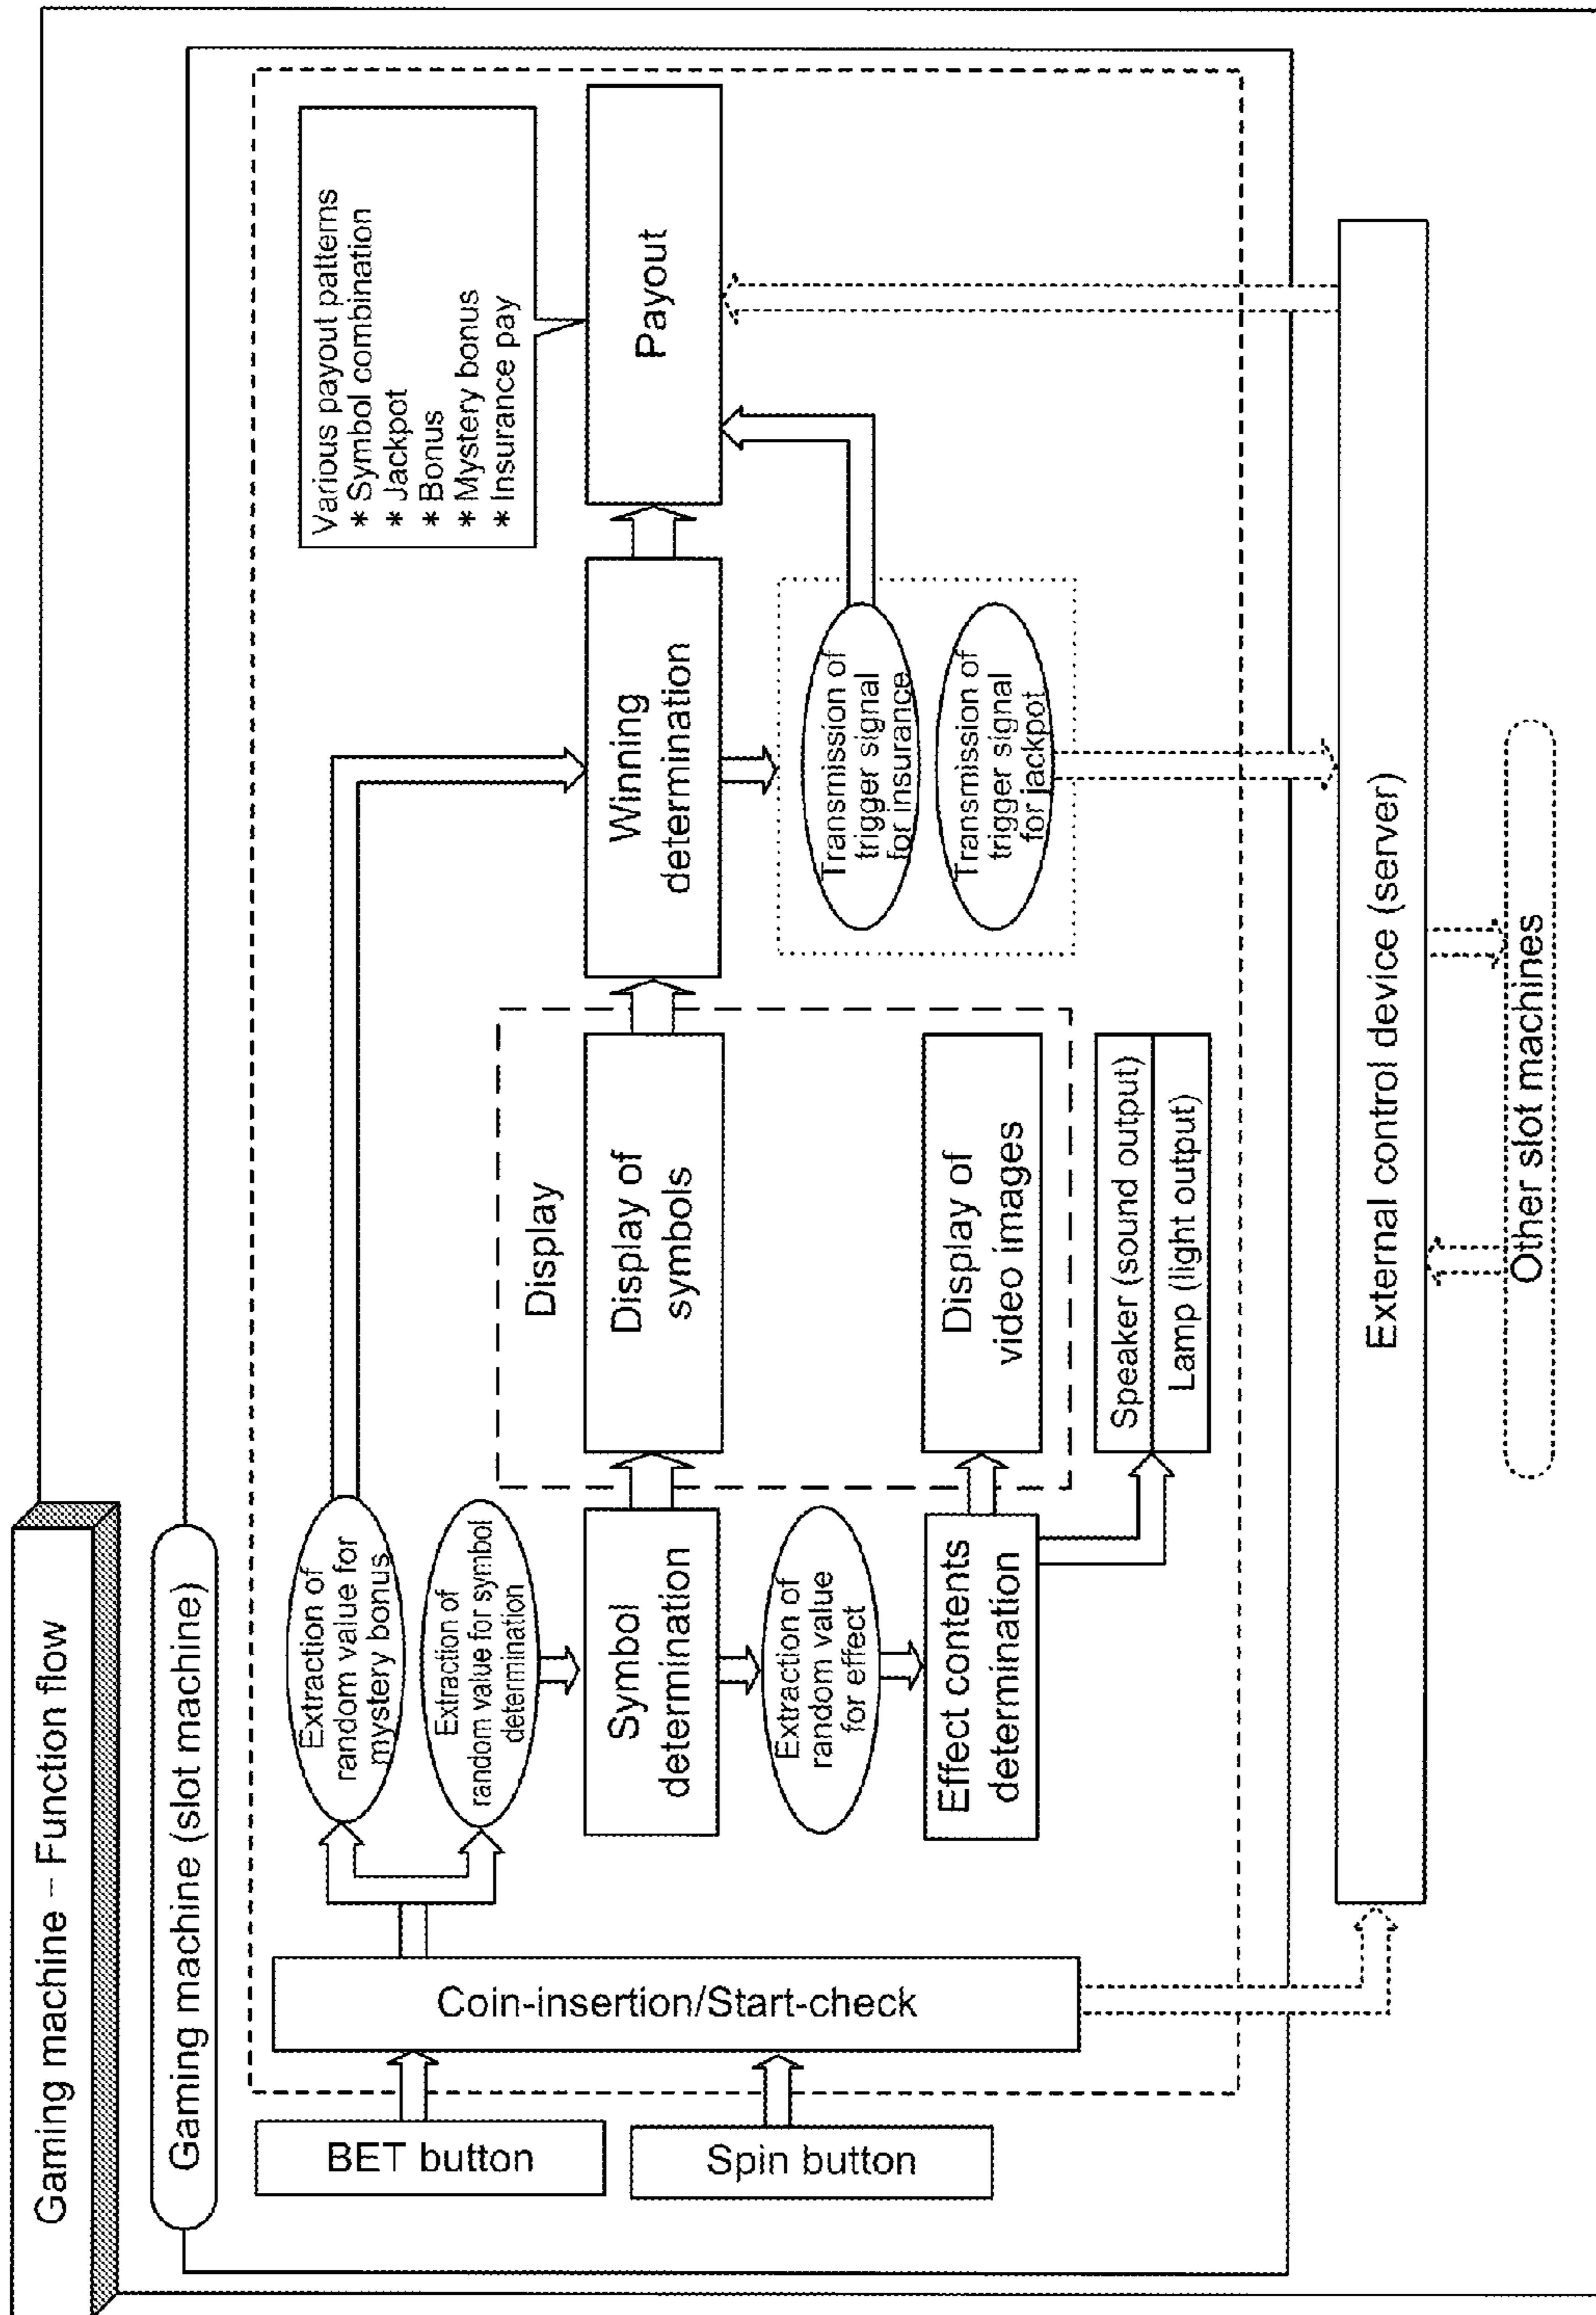 Gaming machine – Function flow
Gaming machine (slot machine)
BET button
Spin button
Coin-insertion/Start-check
Extraction of
random value for
mystery bonus
Extraction of
random value for symbol
determination
Symbol
determination
Extraction of
random value
for effect
Effect contents
determination
Display
Display of
symbols
Display of
video images
Speaker (sound output)
Lamp (light output)
Winning
determination
Transmission of
trigger signal
for insurance
Transmission of
trigger signal
for jackpot
Various payout patterns
* Symbol combination
* Jackpot
* Bonus
* Mystery bonus
* Insurance pay
Payout
External control device (server)
Other slot machines